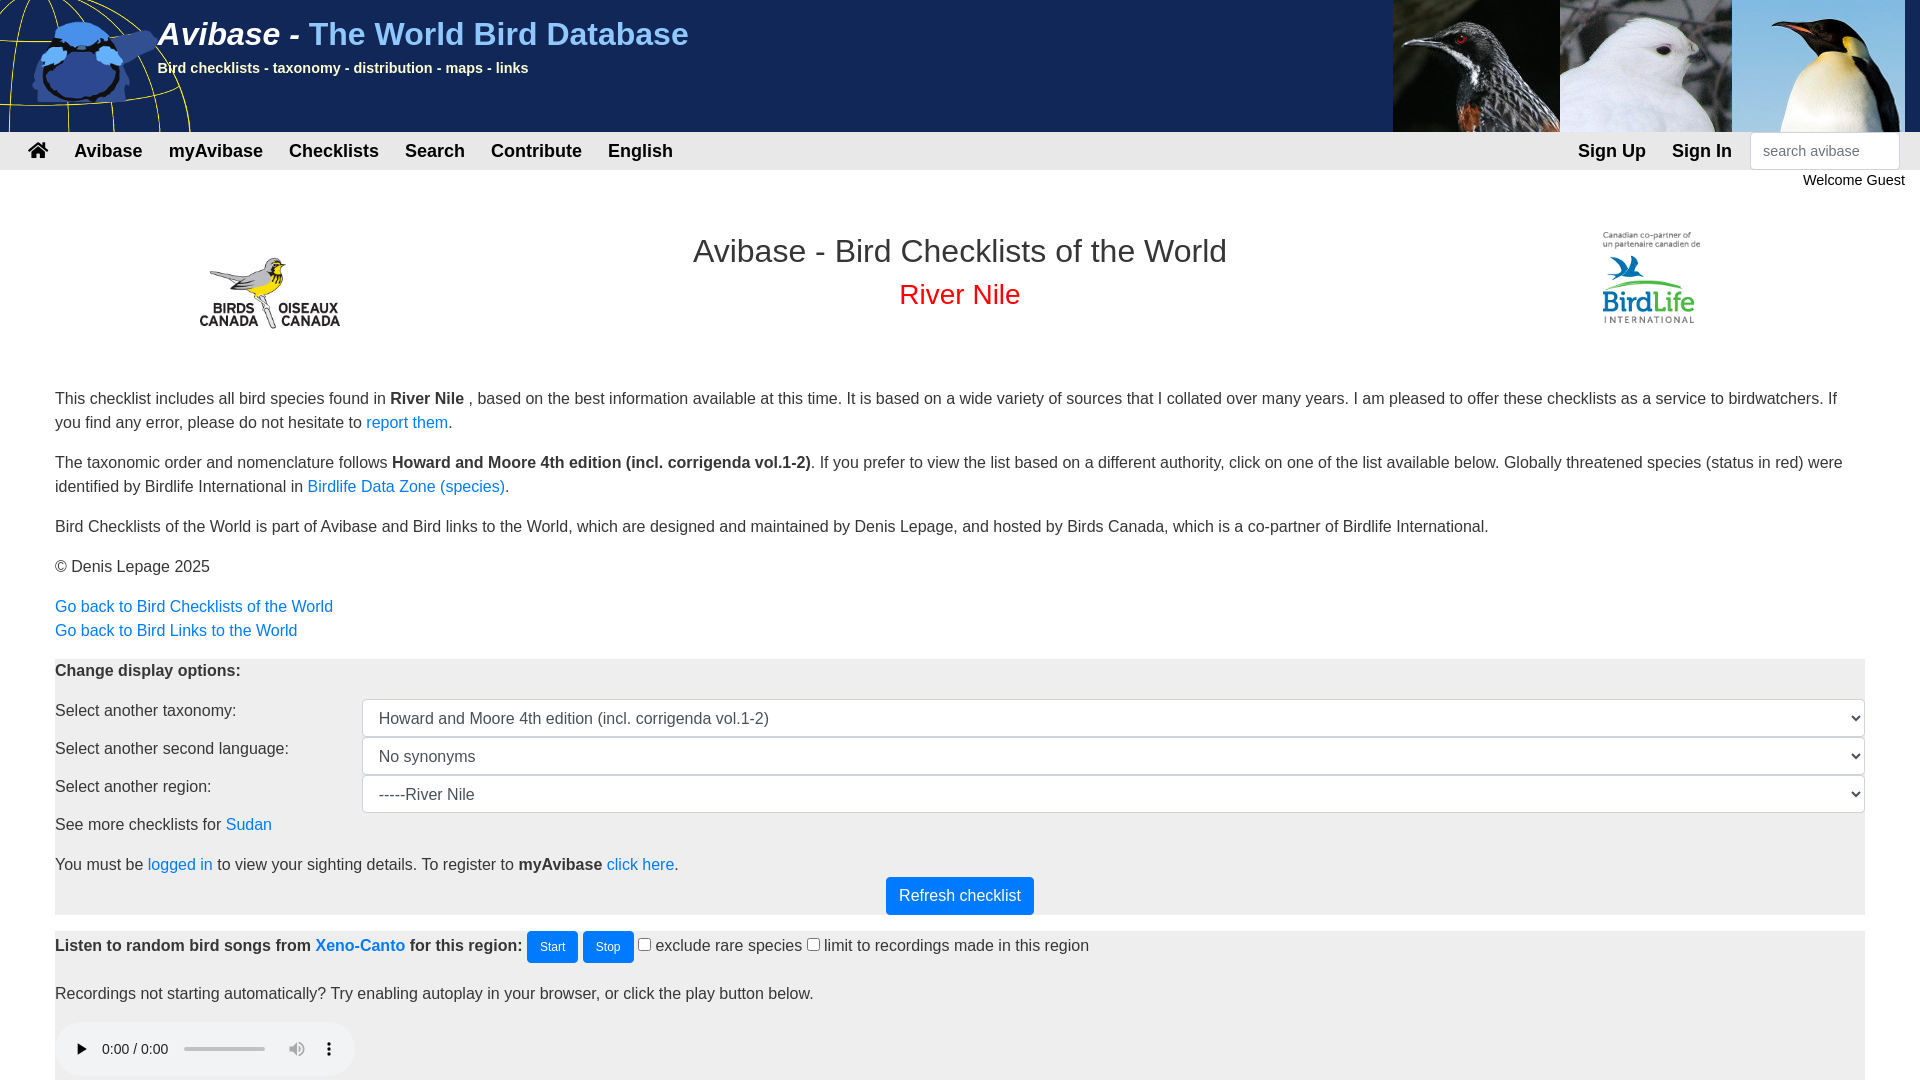 Avibase - The World Bird Database
Bird checklists - taxonomy - distribution - maps - links
Avibase myAvibase Checklists Search Contribute English Sign Up Sign In search avibase
Welcome Guest
Avibase - Bird Checklists of the World
River Nile
BIRDS CANADA OISEAUX CANADA
Canadian co-partner of
un partenaire canadien de
BirdLife
INTERNATIONAL
This checklist includes all bird species found in River Nile , based on the best information available at this time. It is based on a wide variety of sources that I collated over many years. I am pleased to offer these checklists as a service to birdwatchers. If
you find any error, please do not hesitate to report them.
The taxonomic order and nomenclature follows Howard and Moore 4th edition (incl. corrigenda vol.1-2). If you prefer to view the list based on a different authority, click on one of the list available below. Globally threatened species (status in red) were
identified by Birdlife International in Birdlife Data Zone (species).
Bird Checklists of the World is part of Avibase and Bird links to the World, which are designed and maintained by Denis Lepage, and hosted by Birds Canada, which is a co-partner of Birdlife International.
© Denis Lepage 2025
Go back to Bird Checklists of the World
Go back to Bird Links to the World
Change display options:
Select another taxonomy: Howard and Moore 4th edition (incl. corrigenda vol.1-2)
Select another second language: No synonyms
Select another region: -----River Nile
See more checklists for Sudan
You must be logged in to view your sighting details. To register to myAvibase click here.
Refresh checklist
Listen to random bird songs from Xeno-Canto for this region: Start Stop exclude rare species limit to recordings made in this region
Recordings not starting automatically? Try enabling autoplay in your browser, or click the play button below.
0:00 / 0:00